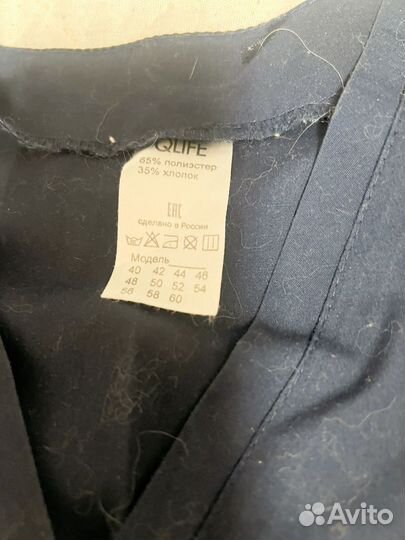 QLIFE
65% полиэстер
35% хлопок
EAC
сделано в России
Модель
40 42 44 46
48 50 52 54
56 58 60
Avito